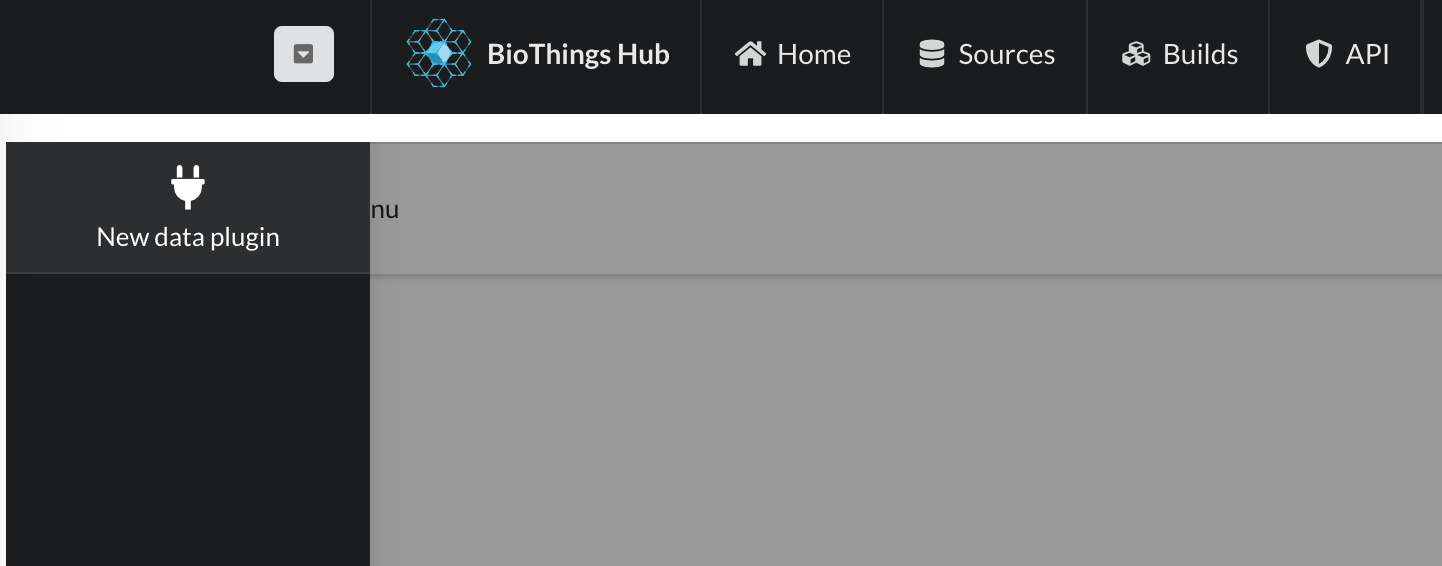 BioThings Hub
Home
Sources
Builds
API
New data plugin
nu